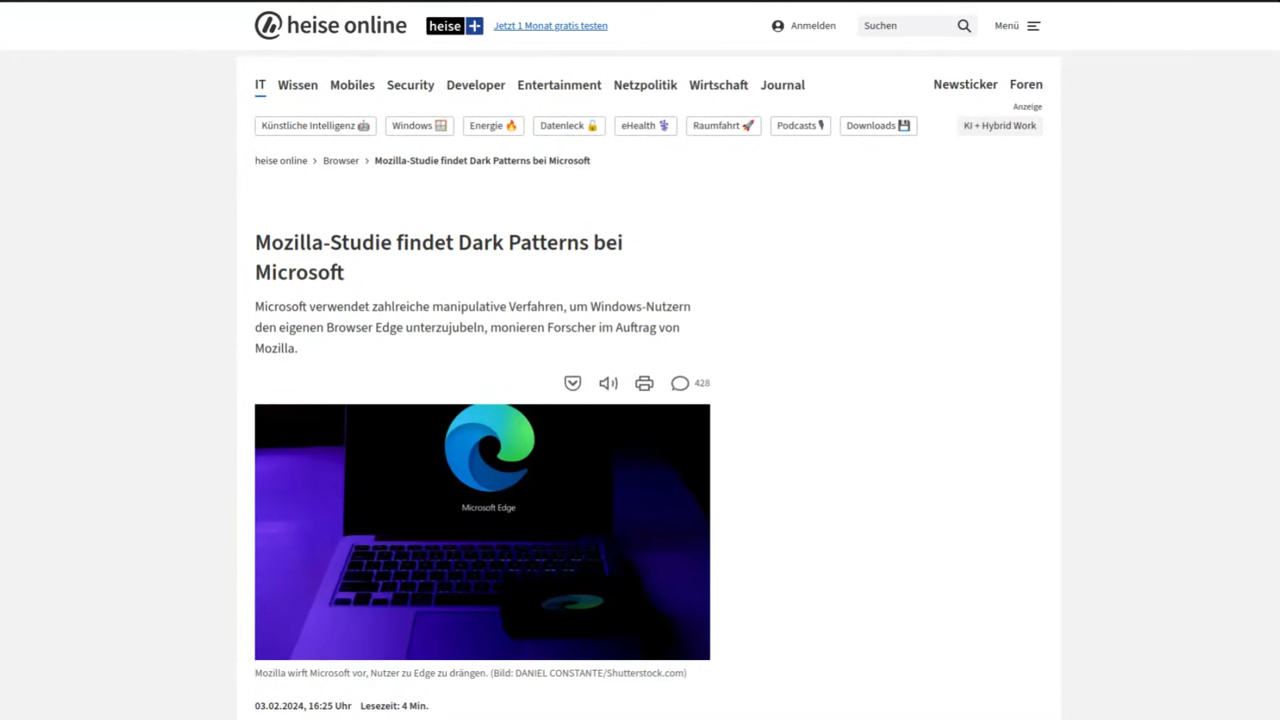 heise online
heise+
Jetzt 1 Monat gratis testen
Anmelden
Suchen
Menü
IT Wissen Mobiles Security Developer Entertainment Netzpolitik Wirtschaft Journal
Newsticker Foren
Anzeige
Künstliche Intelligenz 🤖 Windows 🪟 Energie 🔥 Datenleck 🔓 eHealth ⚕️ Raumfahrt 🚀 Podcasts 🎙 Downloads 💾
KI + Hybrid Work
heise online > Browser > Mozilla-Studie findet Dark Patterns bei Microsoft
Mozilla-Studie findet Dark Patterns bei
Microsoft
Microsoft verwendet zahlreiche manipulative Verfahren, um Windows-Nutzern
den eigenen Browser Edge unterzujubeln, monieren Forscher im Auftrag von
Mozilla.
428
Microsoft Edge
Mozilla wirft Microsoft vor, Nutzer zu Edge zu drängen. (Bild: DANIEL CONSTANTE/Shutterstock.com)
03.02.2024, 16:25 Uhr Lesezeit: 4 Min.